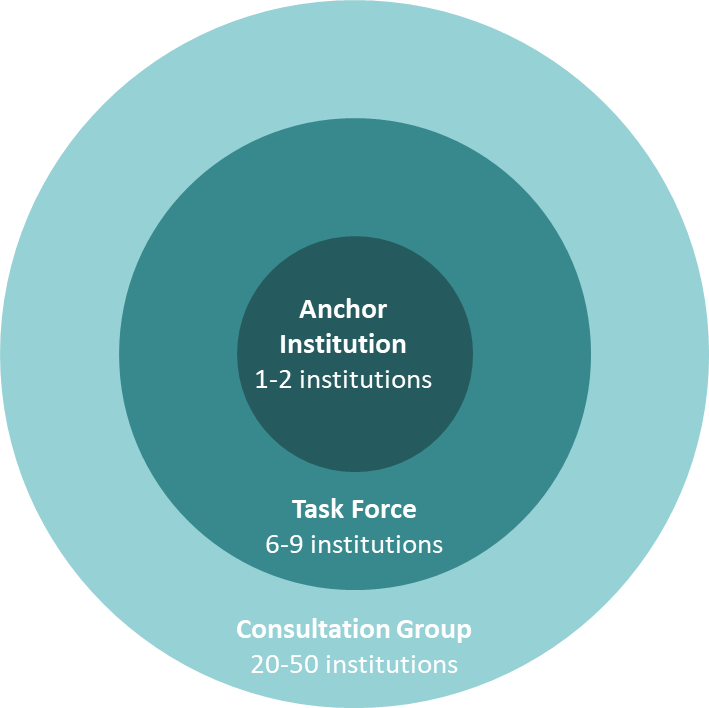 Anchor
Institution
1-2 institutions
Task Force
6-9 institutions
Consultation Group
20-50 institutions